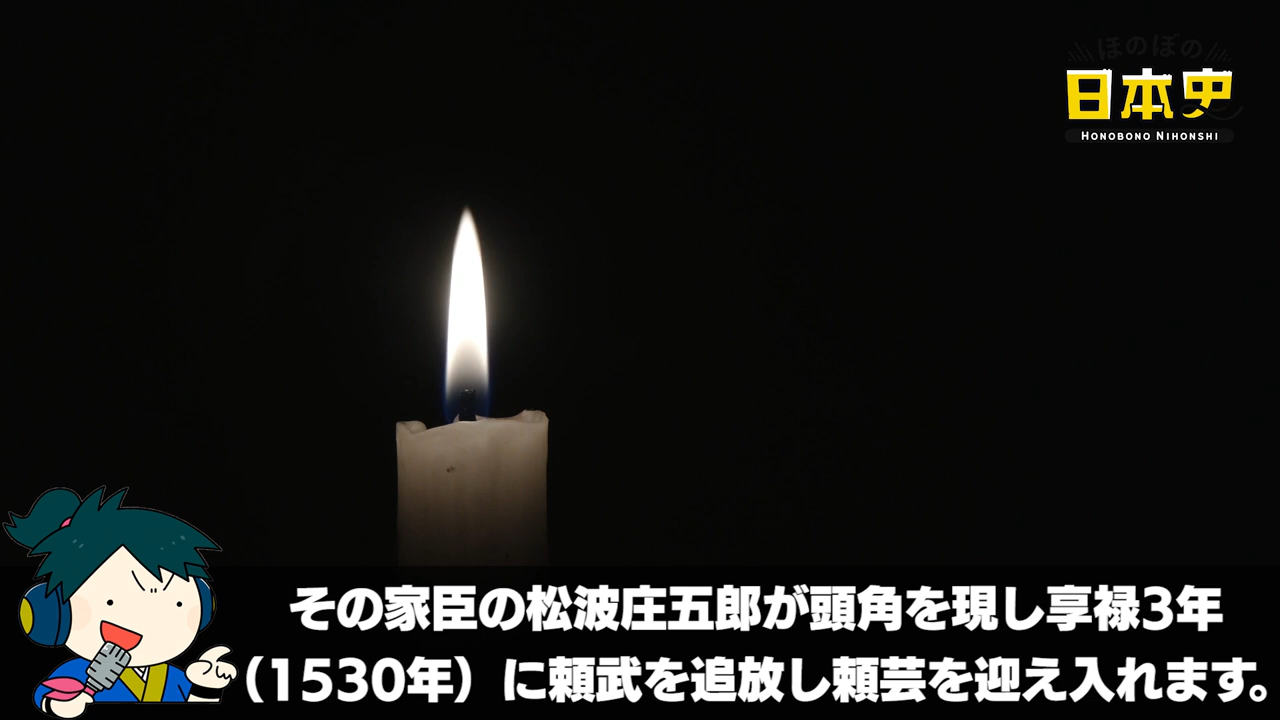 ほのぼの
日本史
HONOBONO NIHONSHI
その家臣の松波庄五郎が頭角を現し享禄3年
（1530年）に頼武を追放し頼芸を迎え入れます。